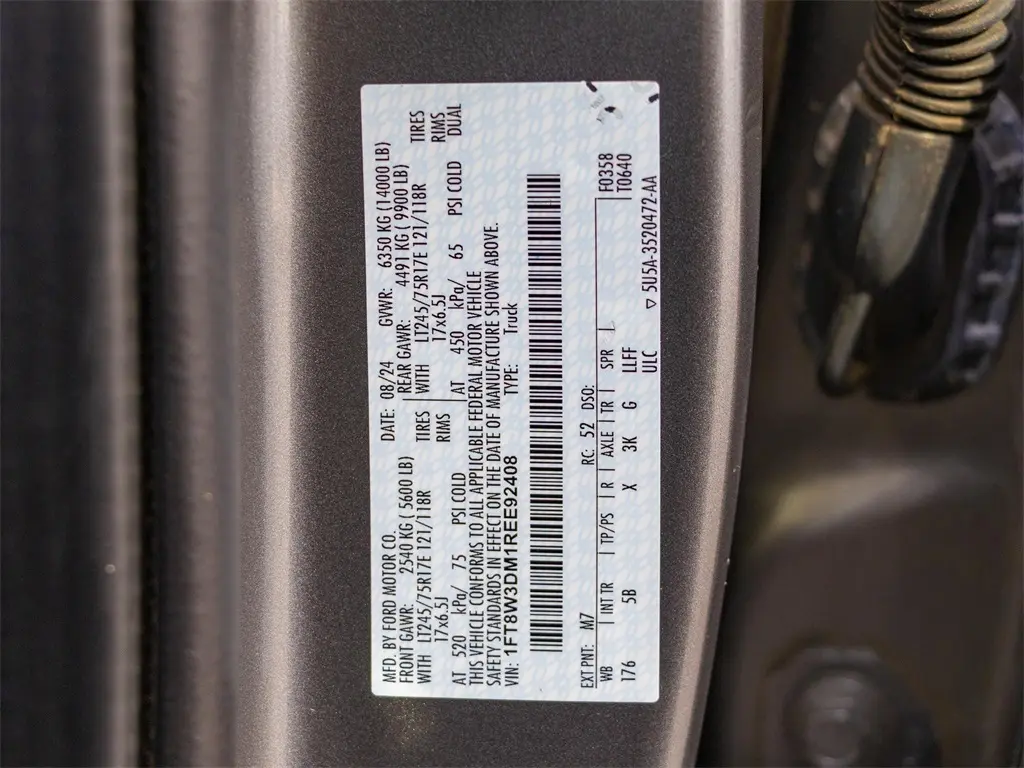 MFD. BY FORD MOTOR CO. DATE: 08/24 GVWR: 6350 KG (14000 LB)
FRONT GAWR: 2540 KG ( 5600 LB) REAR GAWR: 4491 KG ( 9900 LB)
WITH LT245/75R17E 121/118R TIRES WITH LT245/75R17E 121/118R TIRES
17x6.5J RIMS 17x6.5J RIMS
AT 520 kPa/ 75 PSI COLD AT 450 kPa/ 65 PSI COLD DUAL
THIS VEHICLE CONFORMS TO ALL APPLICABLE FEDERAL MOTOR VEHICLE
SAFETY STANDARDS IN EFFECT ON THE DATE OF MANUFACTURE SHOWN ABOVE.
VIN: 1FT8W3DM1REE92408 TYPE: Truck
EXT PNT: M7 RC: 52 DSO: F0358
WB INT TR TP/PS R AXLE TR SPR T0640
176 5B X 3K G LLFF
ULC ▽ 5U5A-3520472-AA